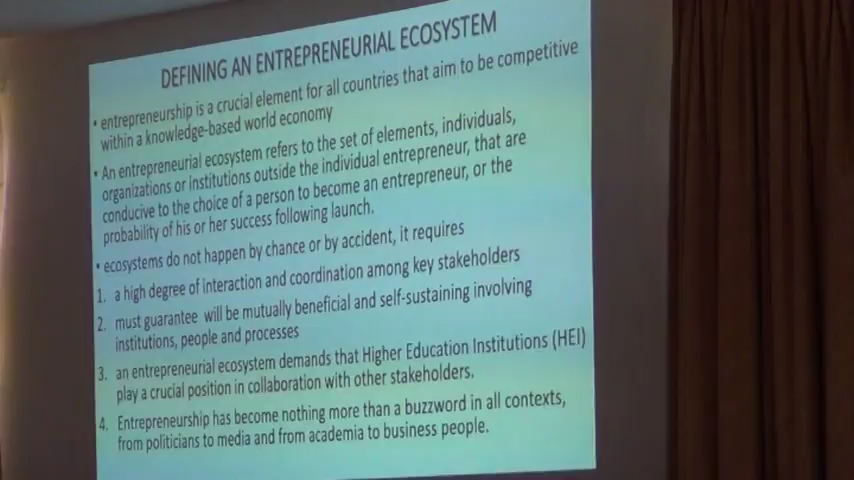 DEFINING AN ENTREPRENEURIAL ECOSYSTEM
• entrepreneurship is a crucial element for all countries that aim to be competitive
within a knowledge-based world economy
• An entrepreneurial ecosystem refers to the set of elements, individuals,
organizations or institutions outside the individual entrepreneur, that are
conducive to the choice of a person to become an entrepreneur, or the
probability of his or her success following launch.
• ecosystems do not happen by chance or by accident, it requires
1. a high degree of interaction and coordination among key stakeholders
2. must guarantee will be mutually beneficial and self-sustaining involving
institutions, people and processes
3. an entrepreneurial ecosystem demands that Higher Education Institutions (HEI)
play a crucial position in collaboration with other stakeholders.
4. Entrepreneurship has become nothing more than a buzzword in all contexts,
from politicians to media and from academia to business people.